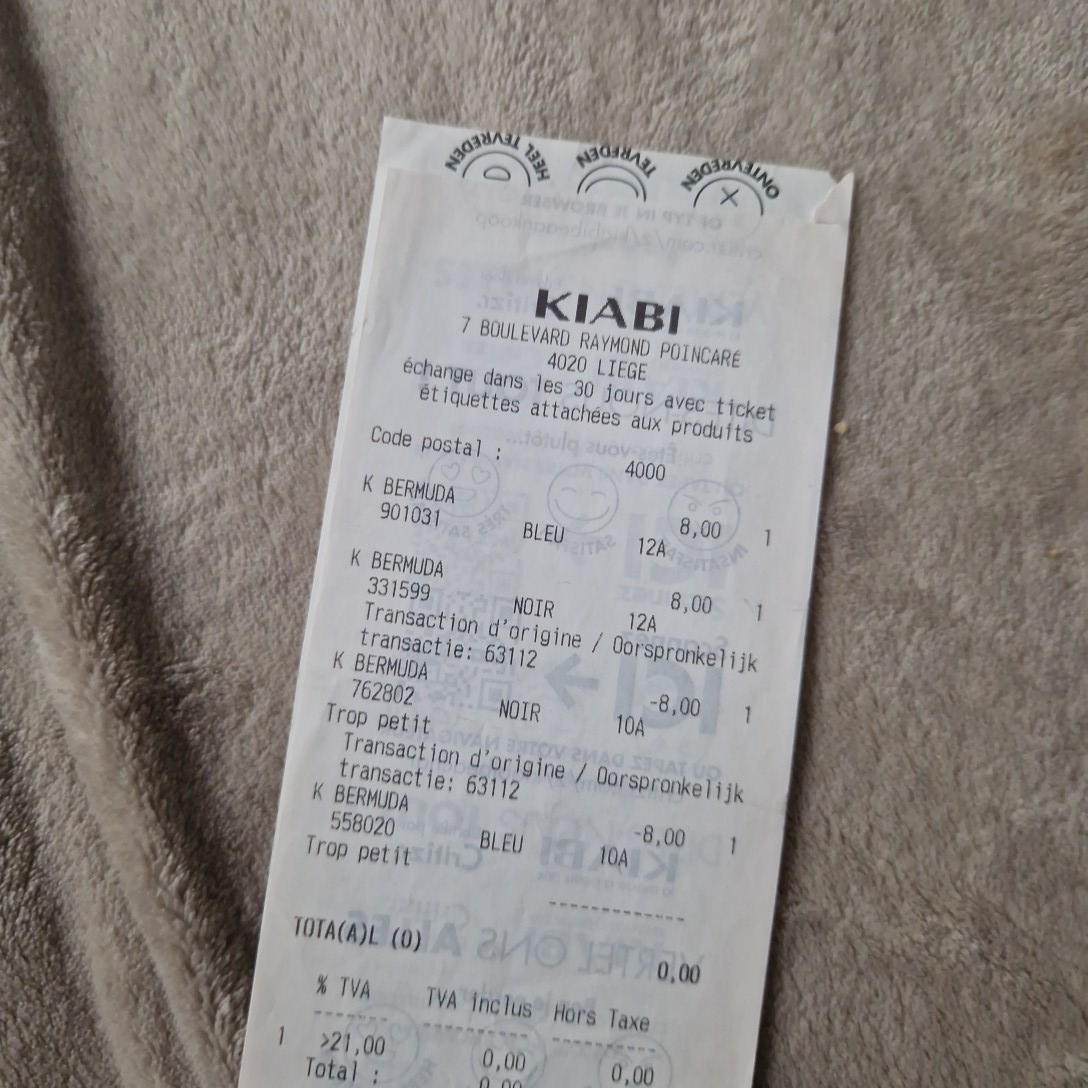 HEEL TEVREDEN
TEVREDEN
ONTEVREDEN
KIABI
7 BOULEVARD RAYMOND POINCARÉ
4020 LIEGE
échange dans les 30 jours avec ticket
étiquettes attachées aux produits
Code postal :
4000
K BERMUDA 8,00 1
901031 BLEU 12A
K BERMUDA 8,00 1
331599 NOIR 12A
Transaction d'origine / Oorspronkelijk
transactie: 63112
K BERMUDA -8,00 1
762802 NOIR 10A
Trop petit
Transaction d'origine / Oorspronkelijk
transactie: 63112
K BERMUDA -8,00 1
558020 BLEU 10A
Trop petit
TOTA(A)L (0) 0,00
% TVA TVA inclus Hors Taxe
1 >21,00 0,00 0,00
Total :